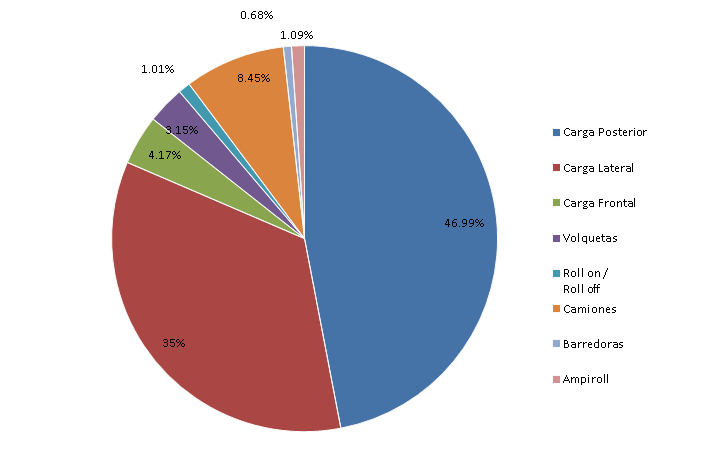 0.68%
1.09%
1.01%
8.45%
3.15%
4.17%
46.99%
35%
Carga Posterior
Carga Lateral
Carga Frontal
Volquetas
Roll on /
Roll off
Camiones
Barredoras
Ampiroll